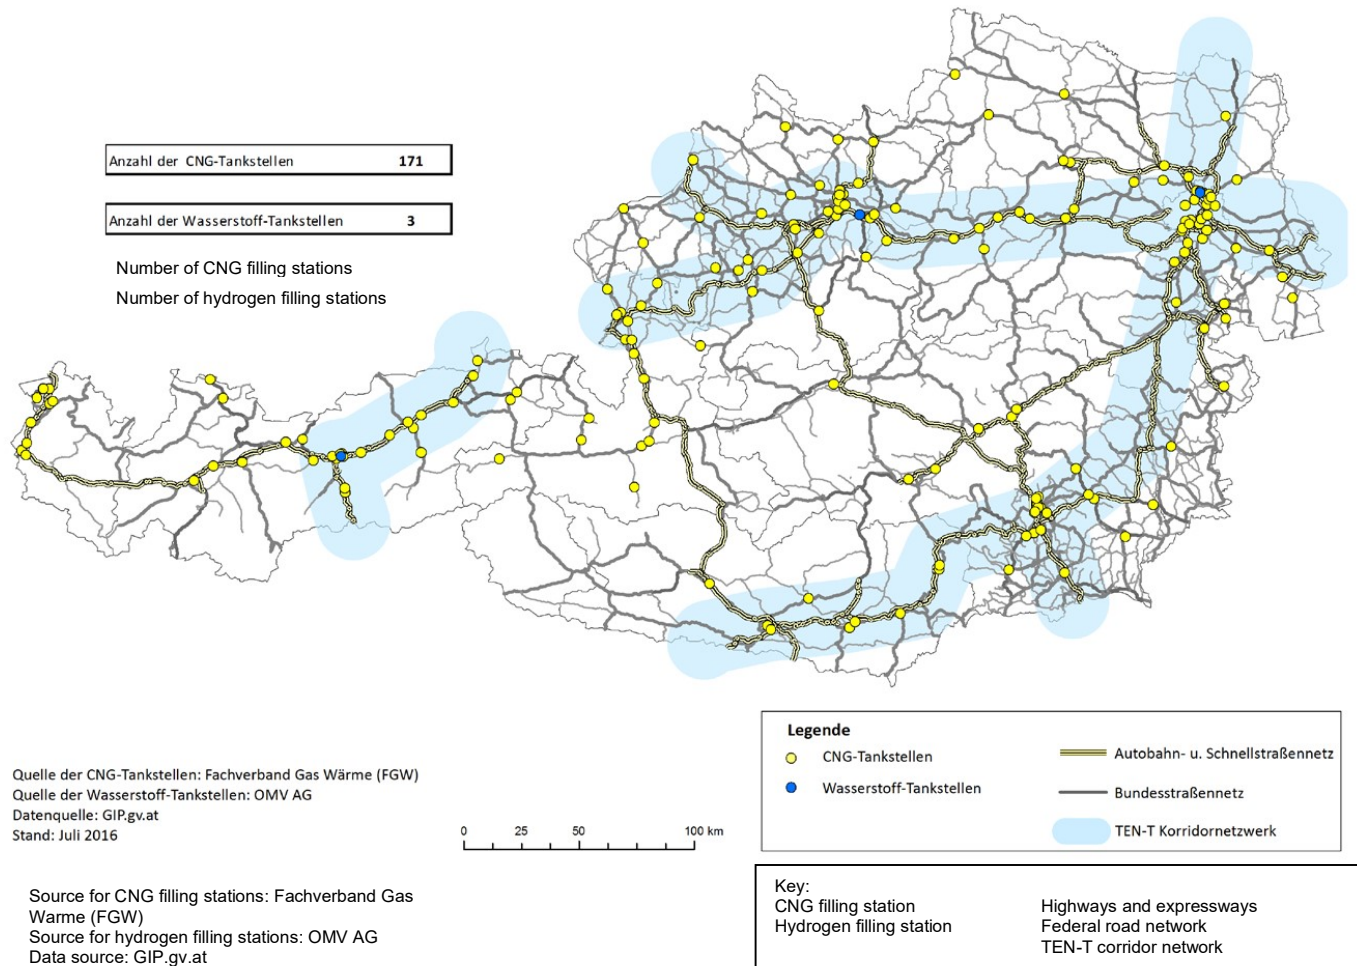 Anzahl der CNG-Tankstellen 171
Anzahl der Wasserstoff-Tankstellen 3
Number of CNG filling stations
Number of hydrogen filling stations
Quelle der CNG-Tankstellen: Fachverband Gas Wärme (FGW)
Quelle der Wasserstoff-Tankstellen: OMV AG
Datenquelle: GIP.gv.at
Stand: Juli 2016
0 25 50 100 km
Legende
CNG-Tankstellen
Wasserstoff-Tankstellen
Autobahn- u. Schnellstraßennetz
Bundesstraßennetz
TEN-T Korridornetzwerk
Source for CNG filling stations: Fachverband Gas
Warme (FGW)
Source for hydrogen filling stations: OMV AG
Data source: GIP.gv.at
Key:
CNG filling station
Hydrogen filling station
Highways and expressways
Federal road network
TEN-T corridor network